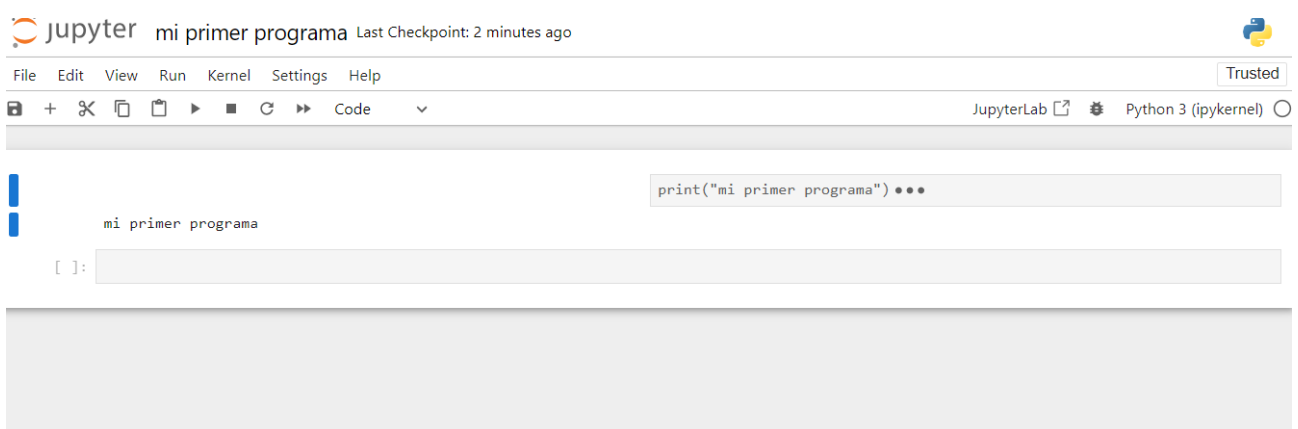 jupyter mi primer programa Last Checkpoint: 2 minutes ago
File Edit View Run Kernel Settings Help Trusted
Code JupyterLab Python 3 (ipykernel)
print("mi primer programa") •••
mi primer programa
[ ]: